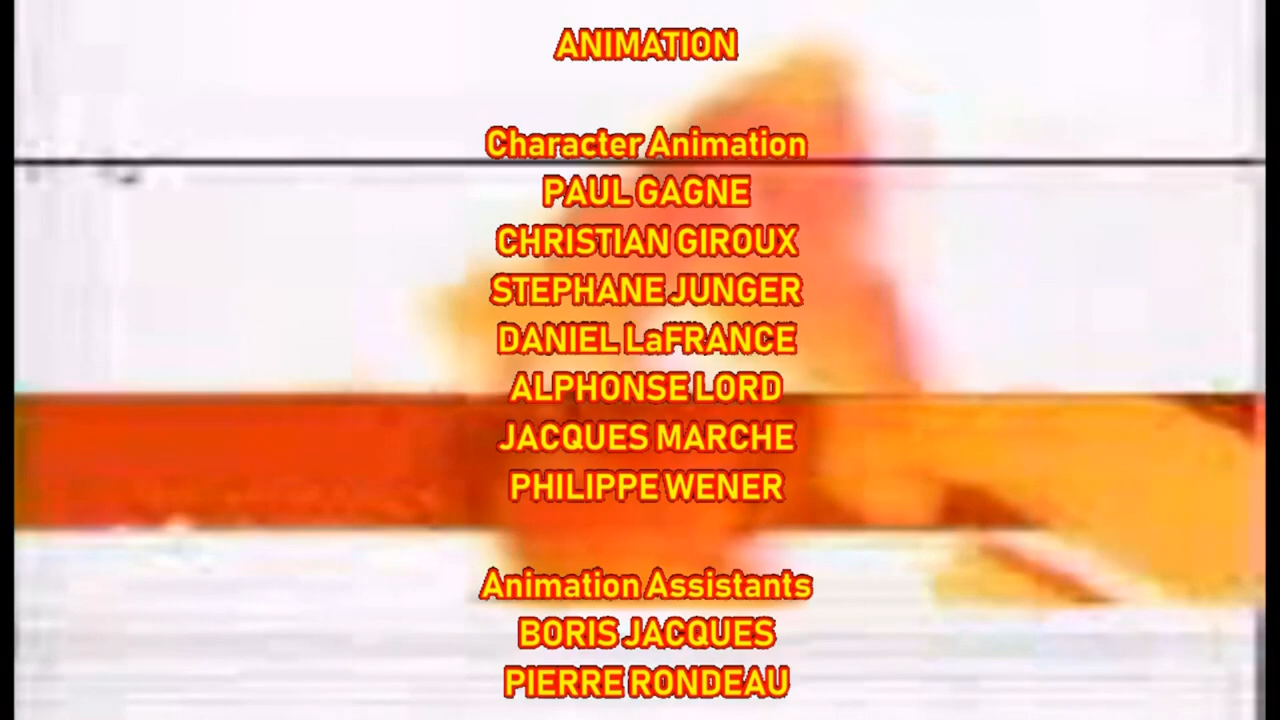 ANIMATION
Character Animation
PAUL GAGNE
CHRISTIAN GIROUX
STEPHANE JUNGER
DANIEL LaFRANCE
ALPHONSE LORD
JACQUES MARCHE
PHILIPPE WENER
Animation Assistants
BORIS JACQUES
PIERRE RONDEAU